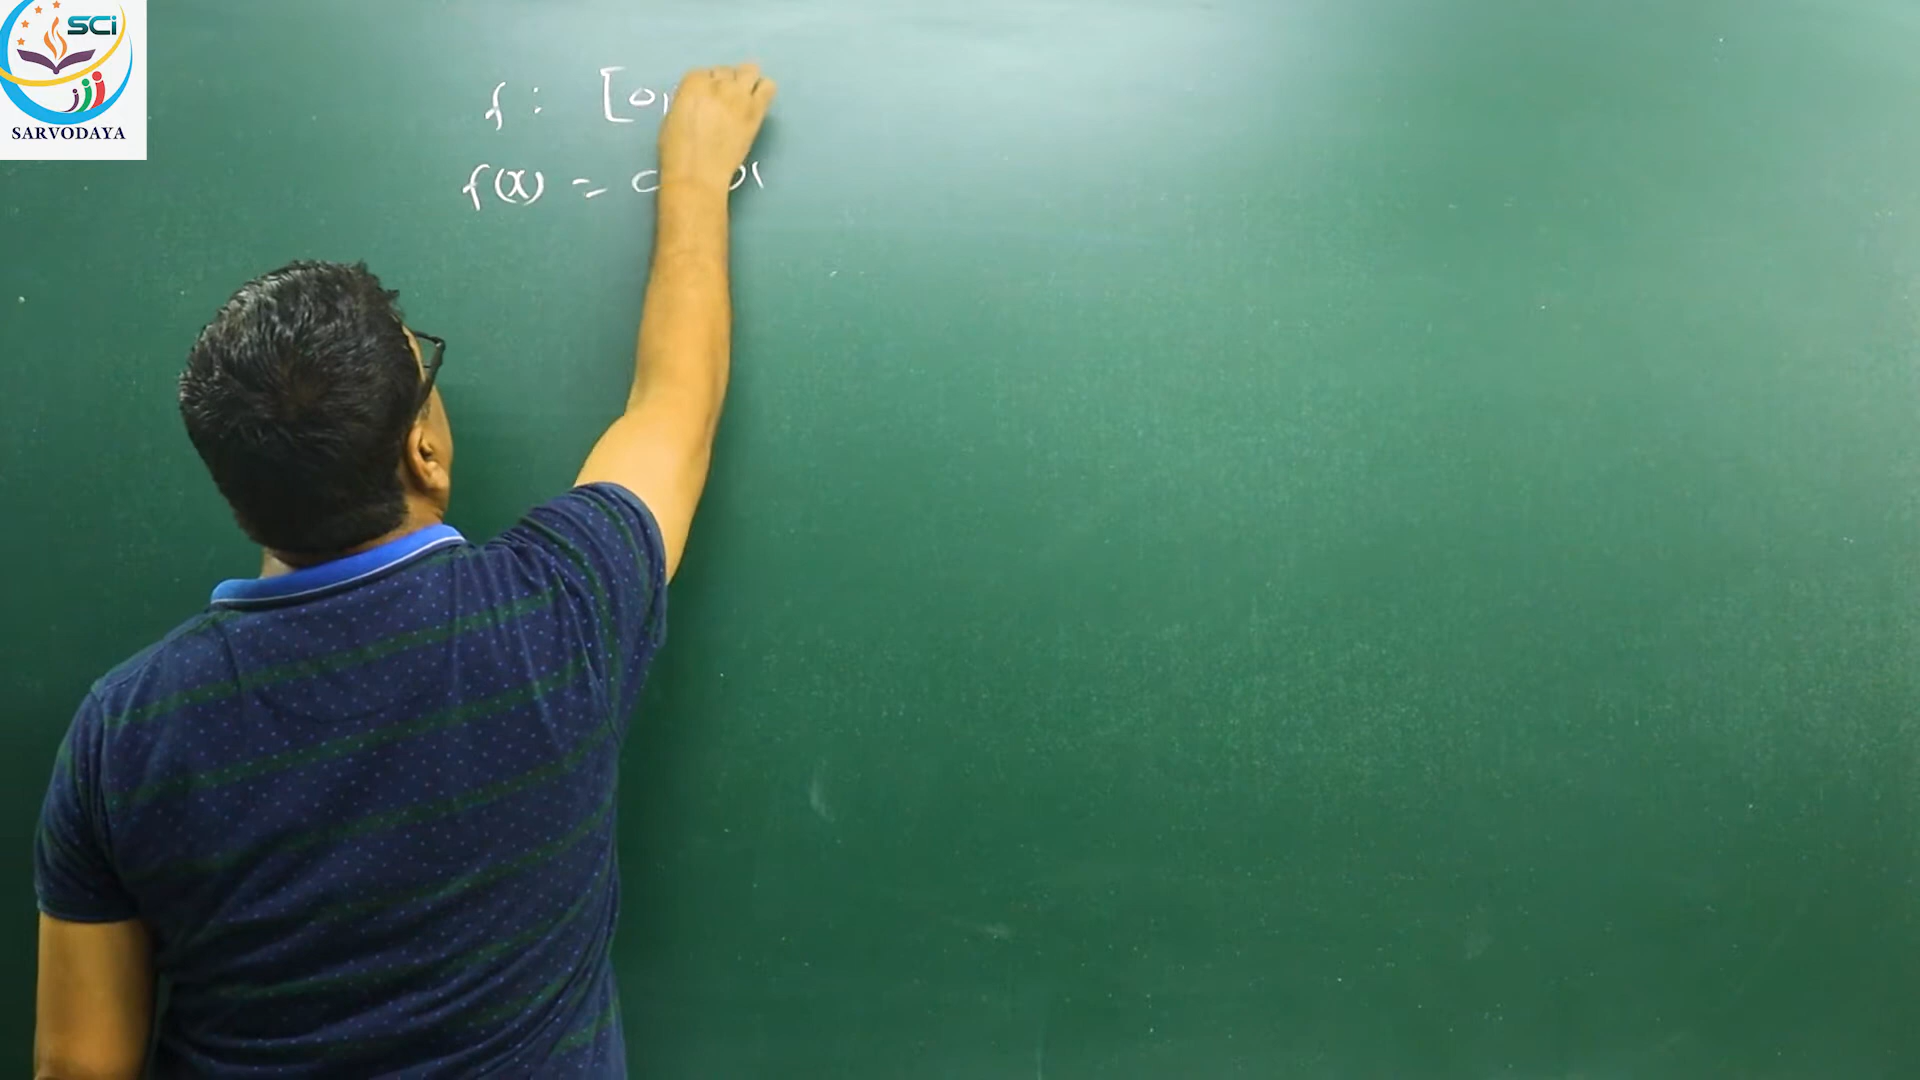 SCi
SARVODAYA
f : [0,
f(x) =